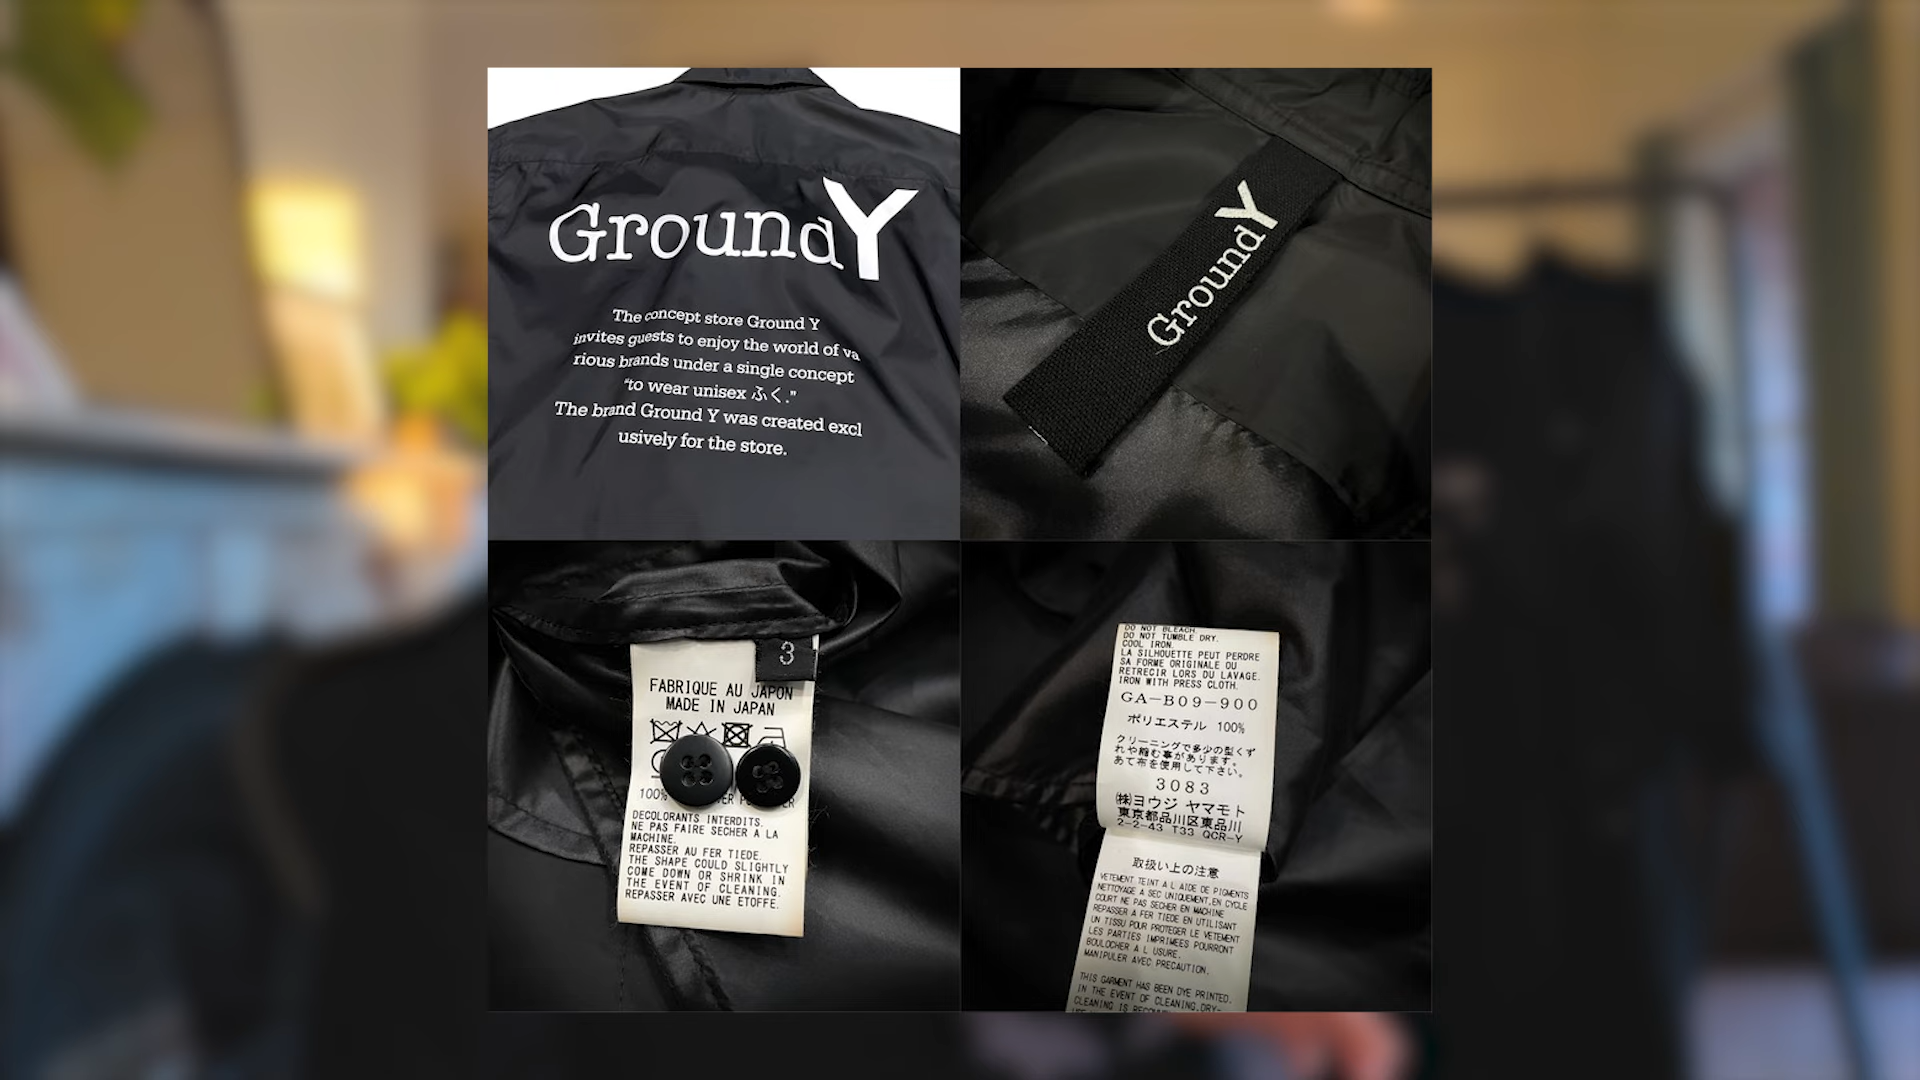 GroundY
The concept store Ground Y
invites guests to enjoy the world of va
rious brands under a single concept
"to wear unisex ふく."
The brand Ground Y was created excl
usively for the store.
GroundY
3
FABRIQUE AU JAPON
MADE IN JAPAN
100%
DECOLORANTS INTERDITS.
NE PAS FAIRE SECHER A LA
MACHINE.
REPASSER AU FER TIEDE.
THE SHAPE COULD SLIGHTLY
COME DOWN OR SHRINK IN
THE EVENT OF CLEANING.
REPASSER AVEC UNE ETOFFE.
DO NOT BLEACH.
DO NOT TUMBLE DRY.
COOL IRON.
LA SILHOUETTE PEUT PERDRE
SA FORME ORIGINALE OU
RETRECIR LORS DU LAVAGE.
IRON WITH PRESS CLOTH.
GA-B09-900
ポリエステル 100%
クリーニングで多少の型くず
れや縮む事があります。
あて布を使用して下さい。
3083
㈱ヨウジ ヤマモト
東京都品川区東品川
2-2-43 T33 QCR-Y
取扱い上の注意
VETEMENT TEINT A L AIDE DE PIGMENTS
NETTOYAGE A SEC UNIQUEMENT,EN CYCLE
COURT NE PAS SECHER EN MACHINE
REPASSER A FER TIEDE EN UTILISANT
UN TISSU POUR PROTEGER LE VETEMENT
LES PARTIES IMPRIMEES POURRONT
BOULOCHER A L USURE.
MANIPULER AVEC PRECAUTION.
THIS GARMENT HAS BEEN DYE PRINTED.
IN THE EVENT OF CLEANING,DRY-
CLEANING IS